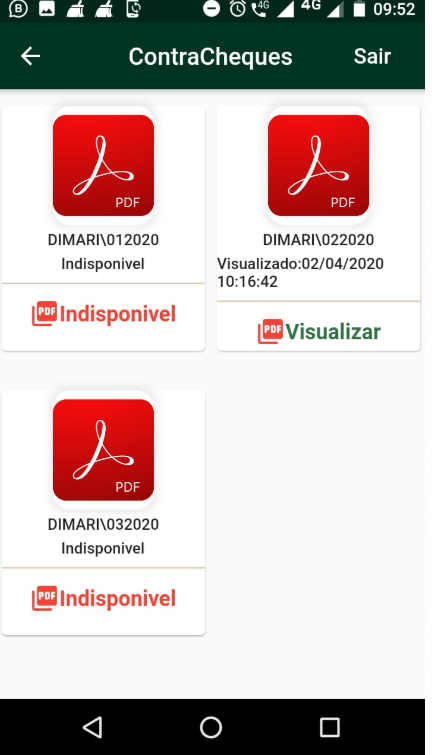 4G 4G 09:52
ContraCheques Sair
PDF
DIMARI\012020
Indisponivel
PDF Indisponivel
PDF
DIMARI\022020
Visualizado:02/04/2020
10:16:42
PDF Visualizar
PDF
DIMARI\032020
Indisponivel
PDF Indisponivel